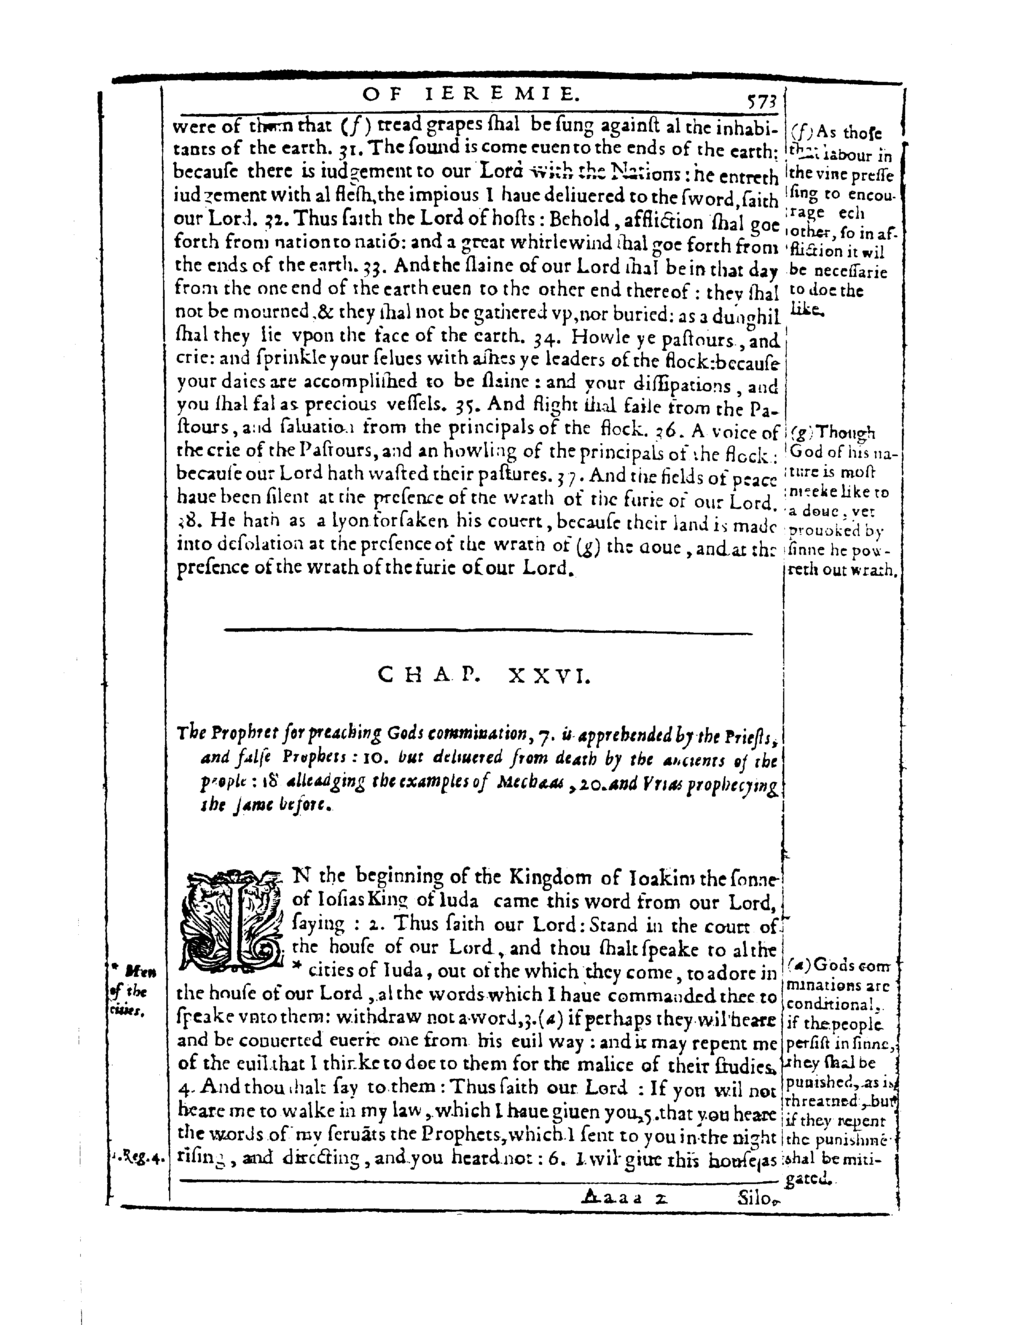 OF IEREMIE. 573
were of them that (f) tread grapes ſhal be ſung againſt al the inhabi-
tants of the earth. 31. The ſound is come euen to the ends of the earth:
becauſe there is iudgement to our Lord with the Nations: he entreth
iudgement with al fleſh, the impious I haue deliuered to the ſword, ſaith
our Lord. 32. Thus ſaith the Lord of hoſts: Behold, affliction ſhal goe
forth from nation to natiō: and a great whirlewind ſhal goe forth from
the ends of the earth. 33. And the ſlaine of our Lord ſhal be in that day
from the one end of the earth euen to the other end thereof: they ſhal
not be mourned, & they ſhal not be gathered vp, nor buried: as a dunghil
ſhal they lie vpon the face of the earth. 34. Howle ye paſtours, and
crie: and ſprinkle your ſelues with aſhes ye leaders of the flock: becauſe
your daies are accompliſhed to be ſlaine: and your diſſipations, and
you ſhal fal as precious veſſels. 35. And flight ſhal faile from the Pa-
ſtours, and ſaluation from the principals of the flock. 36. A voice of
the crie of the Paſtours, and an howling of the principals of the flock:
becauſe our Lord hath waſted their paſtures. 37. And the fields of peace
haue been ſilent at the preſence of the wrath of the furie of our Lord.
38. He hath as a lyon forſaken his couert, becauſe their land is made
into deſolation at the preſence of the wrath of (g) the doue, and at the
preſence of the wrath of the furie of our Lord.
(f) As thoſe
that labour in
the vine preſſe
ſing to encou-
rage ech
other, ſo in af-
fliction it wil
be neceſſarie
to doe the
like.
(g) Though
God of his na-
ture is moſt
meeke like to
a doue, yet
prouoked by
ſinne he pow-
reth out wrath.
CHAP. XXVI.
The Prophret for preaching Gods commination, 7. is apprehended by the Prieſts,
and falſe Prophets: 10. but deliuered from death by the ancients of the
people: 18 alleadging the examples of Mechaas, 20. and Vrias prophecying
the ſame before.
IN the beginning of the Kingdom of Ioakim the ſonne
of Ioſias King of Iuda came this word from our Lord,
ſaying: 2. Thus ſaith our Lord: Stand in the court of
the houſe of our Lord, and thou ſhalt ſpeake to al the
* cities of Iuda, out of the which they come, to adore in
the houſe of our Lord, al the words which I haue commanded thee to
ſpeake vnto them: withdraw not a word, 3. (a) if perhaps they wil heare
and be conuerted euerie one from his euil way: and it may repent me
of the euil that I thinke to doe to them for the malice of their ſtudies.
4. And thou ſhalt ſay to them: Thus ſaith our Lord: If you wil not
heare me to walke in my law, which I haue giuen you, 5. that you heare
the words of my ſeruāts the Prophets, which I ſent to you in the night
riſing, and directing, and you heard not: 6. I wil giue this houſe, as
* Men
of the
cities.
1. Reg. 4.
(a) Gods com
minations are
conditional,
if the people
perſiſt in ſinne,
they ſhal be
punished, as is
threatned, but
if they repent
the punishmē
shal be miti-
gated.
Aaaa 2 Silo,